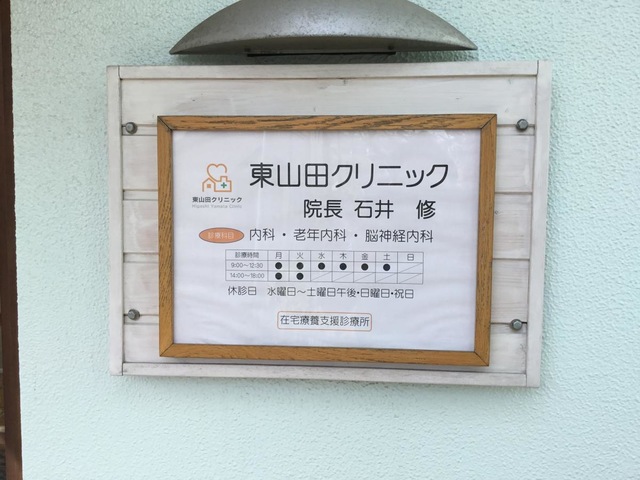 東山田クリニック
Higashi Yamata Clinic
東山田クリニック
院長 石井 修
診療科目 内科・老年内科・脳神経内科
診療時間 月 火 水 木 金 土 日
9:00〜12:30 ● ● ● ● ● ●
14:00〜18:00 ● ●
休診日 水曜日〜土曜日午後・日曜日・祝日
在宅療養支援診療所